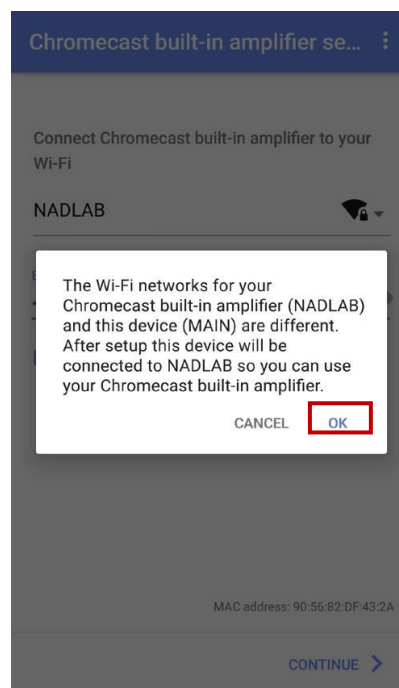 Chromecast built-in amplifier se...
Connect Chromecast built-in amplifier to your
Wi-Fi
NADLAB
The Wi-Fi networks for your
Chromecast built-in amplifier (NADLAB)
and this device (MAIN) are different.
After setup this device will be
connected to NADLAB so you can use
your Chromecast built-in amplifier.
CANCEL OK
MAC address: 90:56:82:DF:43:2A
CONTINUE